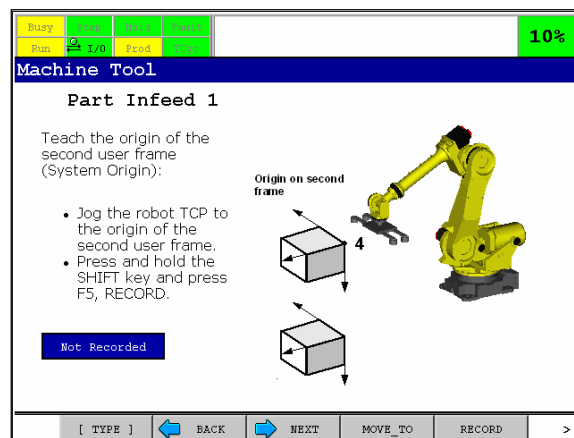 Busy Step Hold Fault
Run I/O Prod TCyc
10%
Machine Tool
Part Infeed 1
Teach the origin of the
second user frame
(System Origin):
• Jog the robot TCP to
the origin of the
second user frame.
• Press and hold the
SHIFT key and press
F5, RECORD.
Origin on second
frame
4
Not Recorded
[ TYPE ] BACK NEXT MOVE_TO RECORD >